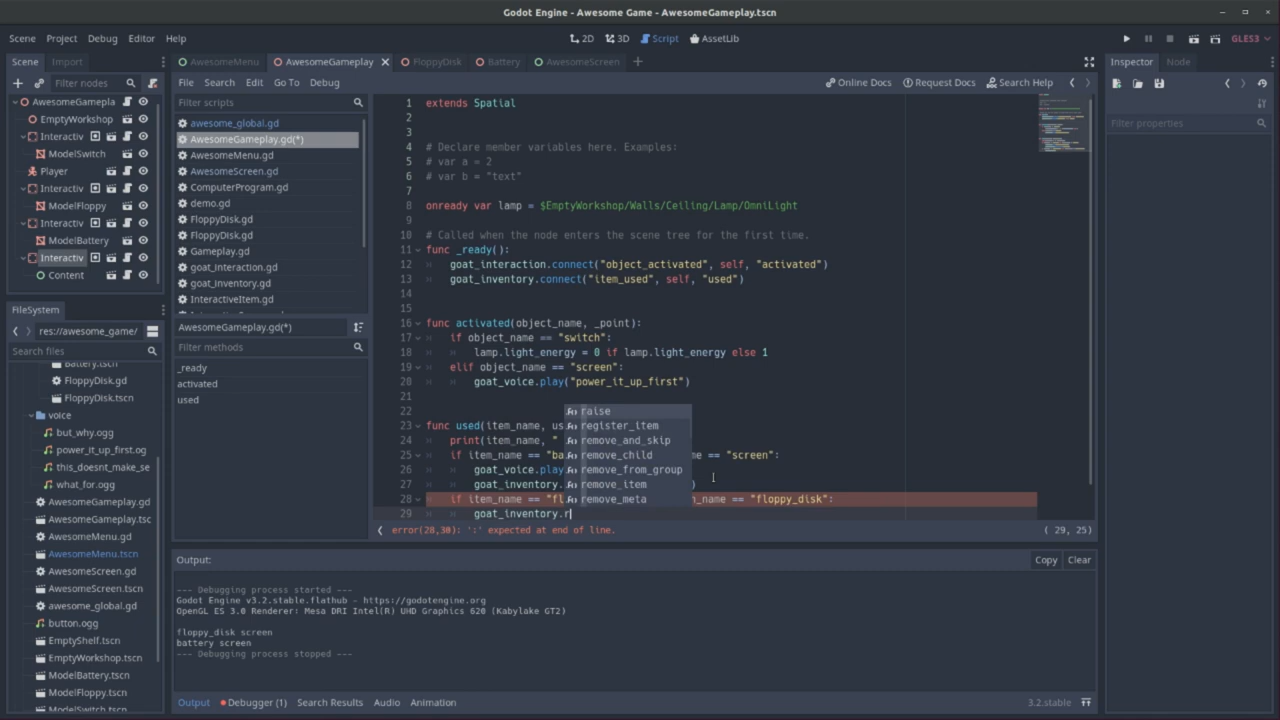 Godot Engine - Awesome Game - AwesomeGameplay.tscn
Scene Project Debug Editor Help
2D 3D Script AssetLib
GLES3
Scene Import
AwesomeMenu AwesomeGameplay FloppyDisk Battery AwesomeScreen
Inspector Node
Filter nodes
File Search Edit Go To Debug
Online Docs Request Docs Search Help
AwesomeGamepla
EmptyWorkshop
Interactiv
ModelSwitch
Player
Interactiv
ModelFloppy
Interactiv
ModelBattery
Interactiv
Content
FileSystem
res://awesome_game/
Search files
Battery.tscn
FloppyDisk.gd
FloppyDisk.tscn
voice
but_why.ogg
power_it_up_first.og
this_doesnt_make_se
what_for.ogg
AwesomeGameplay.gd
AwesomeGameplay.tsc
AwesomeMenu.gd
AwesomeMenu.tscn
AwesomeScreen.gd
AwesomeScreen.tscn
awesome_global.gd
button.ogg
EmptyShelf.tscn
EmptyWorkshop.tscn
ModelBattery.tscn
ModelFloppy.tscn
ModelSwitch.tscn
Filter scripts
awesome_global.gd
AwesomeGameplay.gd(*)
AwesomeMenu.gd
AwesomeScreen.gd
ComputerProgram.gd
demo.gd
FloppyDisk.gd
FloppyDisk.gd
Gameplay.gd
goat_interaction.gd
goat_inventory.gd
InteractiveItem.gd
AwesomeGameplay.gd(*)
Filter methods
_ready
activated
used
1 extends Spatial
2
3
4 # Declare member variables here. Examples:
5 # var a = 2
6 # var b = "text"
7
8 onready var lamp = $EmptyWorkshop/Walls/Ceiling/Lamp/OmniLight
9
10 # Called when the node enters the scene tree for the first time.
11 func _ready():
12 goat_interaction.connect("object_activated", self, "activated")
13 goat_inventory.connect("item_used", self, "used")
14
15
16 func activated(object_name, _point):
17 if object_name == "switch":
18 lamp.light_energy = 0 if lamp.light_energy else 1
19 elif object_name == "screen":
20 goat_voice.play("power_it_up_first")
21
22
23 func used(item_name, us
24 print(item_name, "
25 if item_name == "ba me == "screen":
26 goat_voice.play
27 goat_inventory. )
28 if item_name == "fl n_name == "floppy_disk":
29 goat_inventory.r
raise
register_item
remove_and_skip
remove_child
remove_from_group
remove_item
remove_meta
error(28,30): ':' expected at end of line.
( 29, 25)
Filter properties
Output:
Copy Clear
--- Debugging process started ---
Godot Engine v3.2.stable.flathub - https://godotengine.org
OpenGL ES 3.0 Renderer: Mesa DRI Intel(R) UHD Graphics 620 (Kabylake GT2)
floppy_disk screen
battery screen
--- Debugging process stopped ---
Output Debugger (1) Search Results Audio Animation
3.2.stable